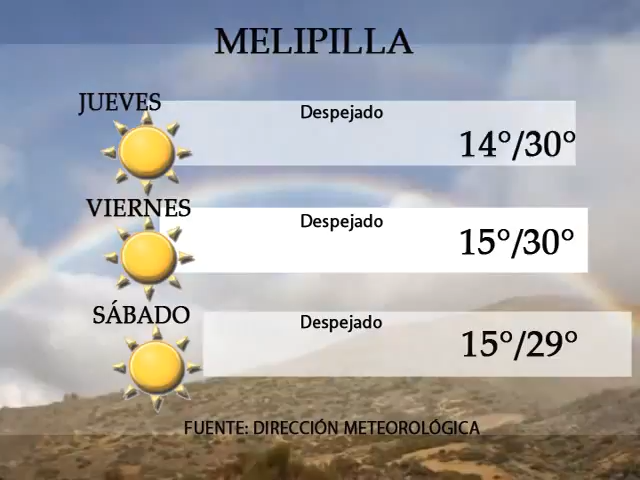 MELIPILLA
JUEVES
Despejado
14°/30°
VIERNES
Despejado
15°/30°
SÁBADO
Despejado
15°/29°
FUENTE: DIRECCIÓN METEOROLÓGICA